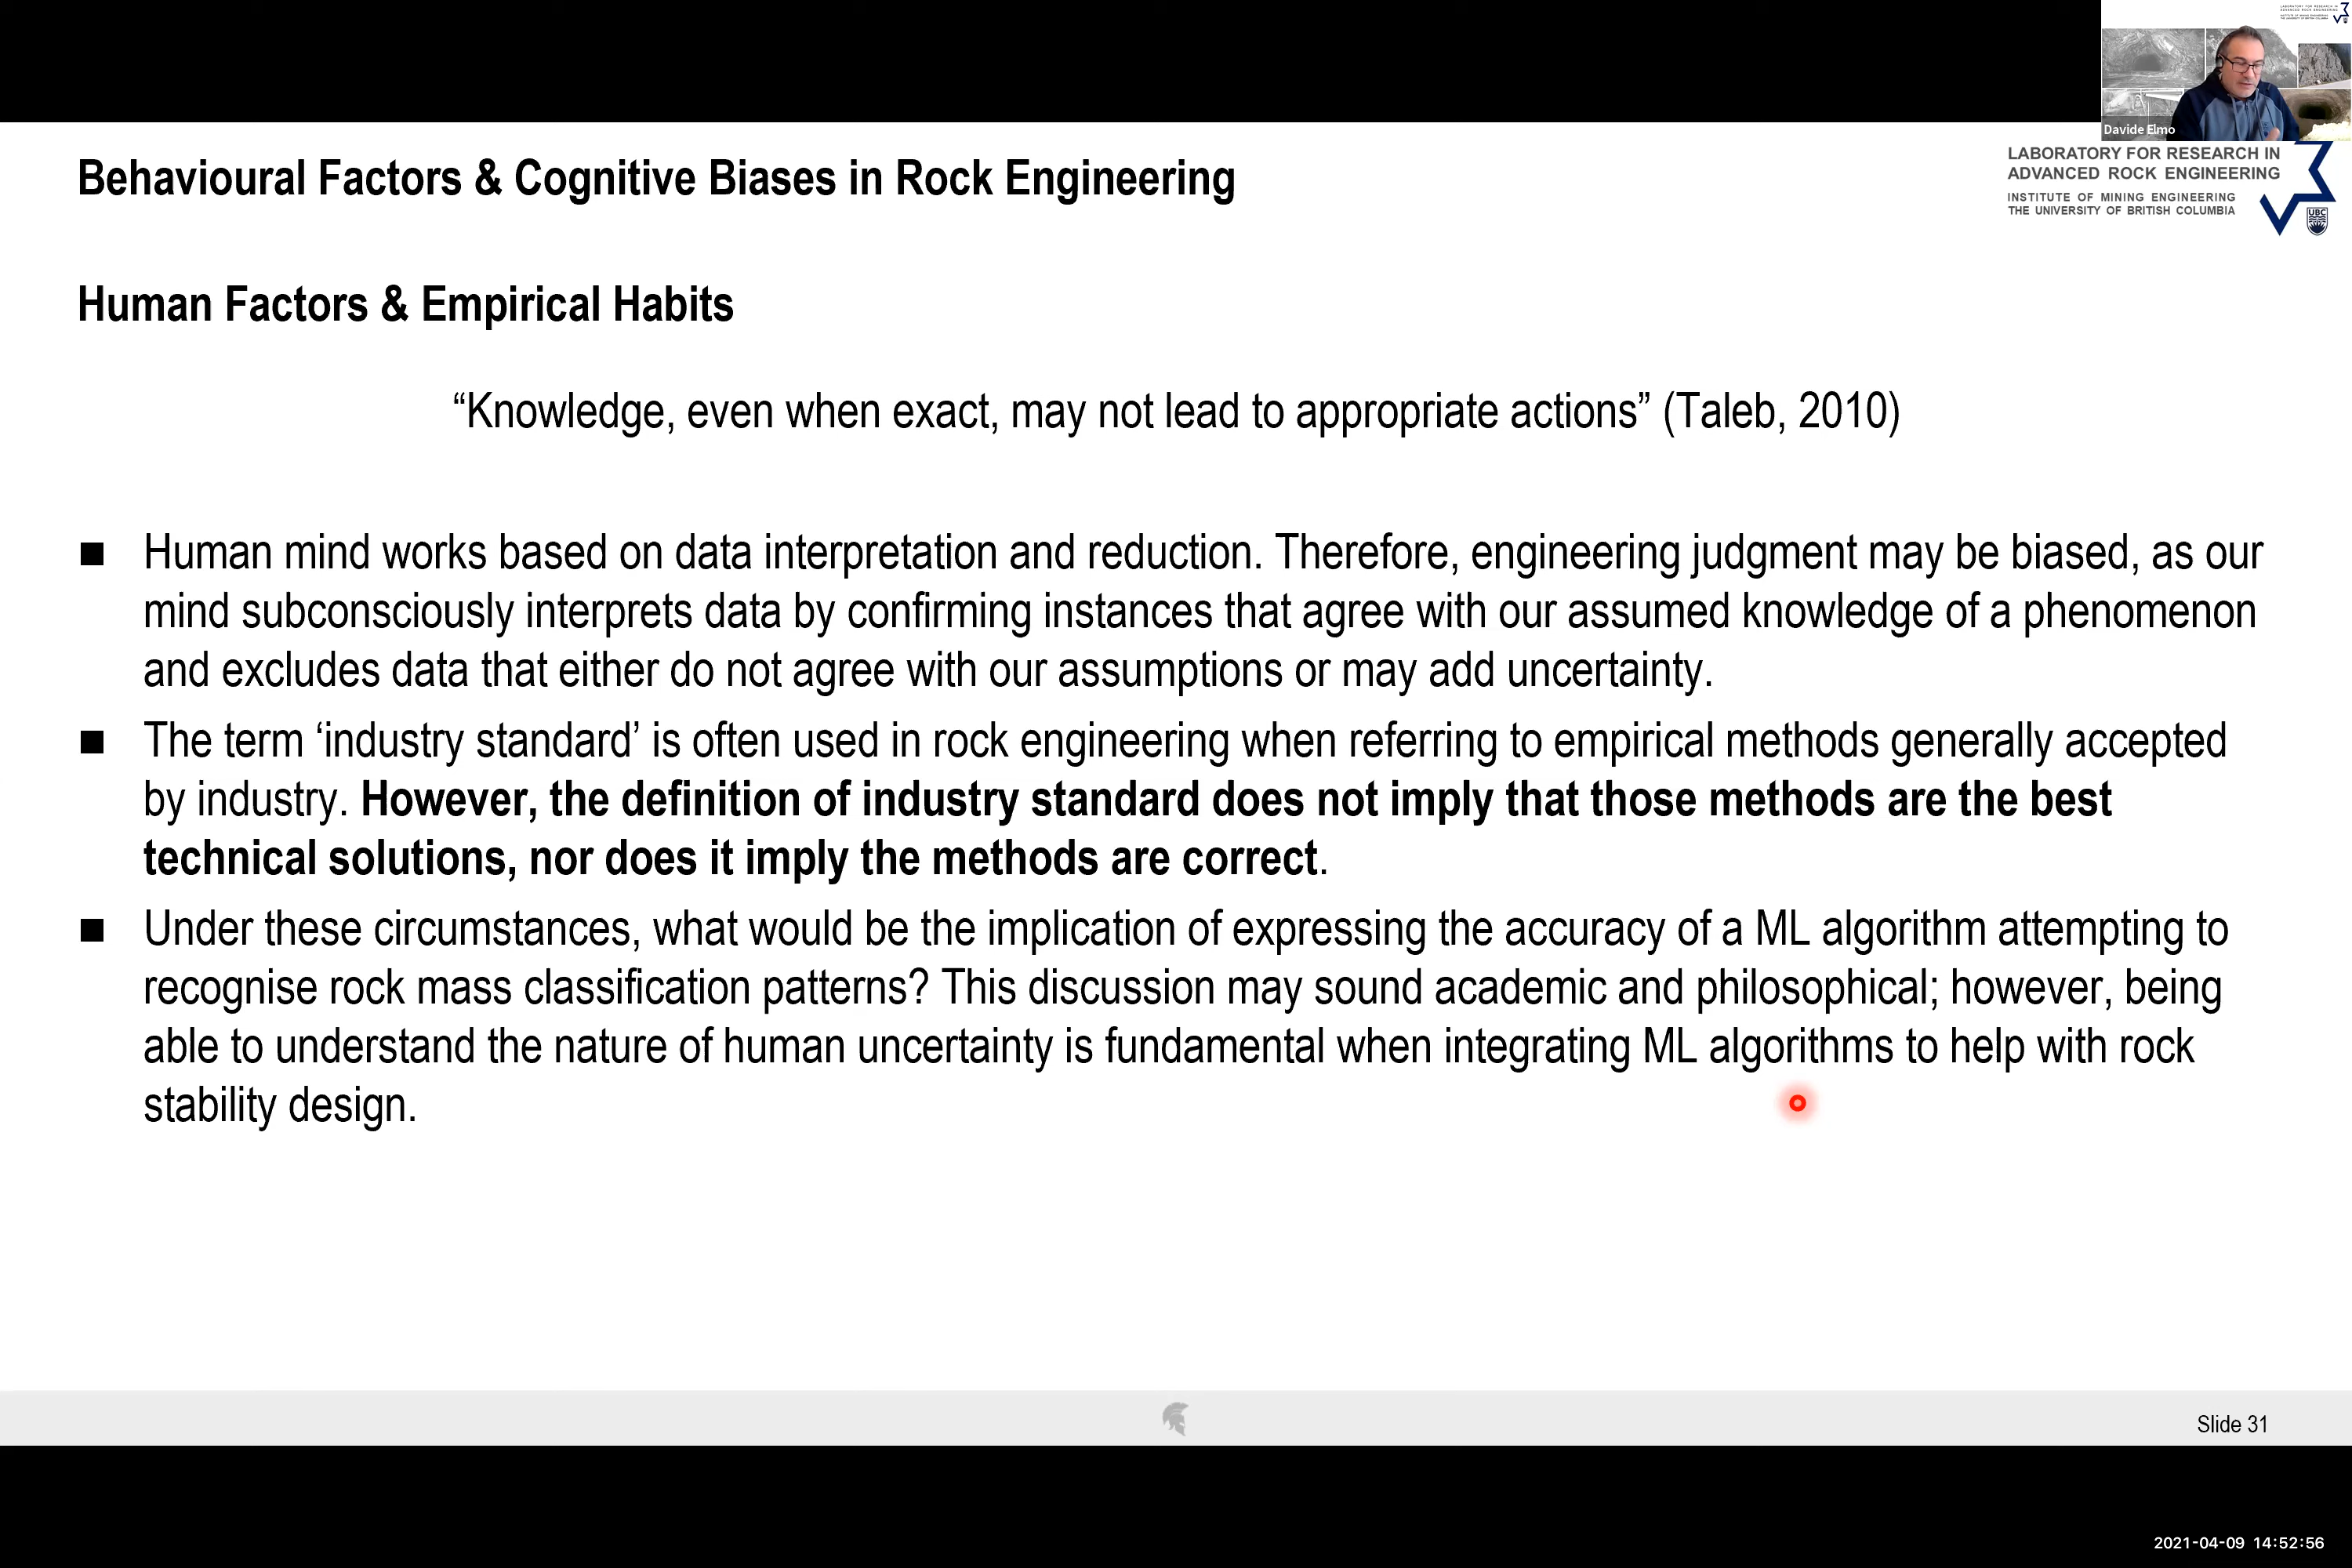 Davide Elmo
LABORATORY FOR RESEARCH IN
ADVANCED ROCK ENGINEERING
INSTITUTE OF MINING ENGINEERING
THE UNIVERSITY OF BRITISH COLUMBIA
UBC
Behavioural Factors & Cognitive Biases in Rock Engineering
Human Factors & Empirical Habits
“Knowledge, even when exact, may not lead to appropriate actions” (Taleb, 2010)
■ Human mind works based on data interpretation and reduction. Therefore, engineering judgment may be biased, as our
mind subconsciously interprets data by confirming instances that agree with our assumed knowledge of a phenomenon
and excludes data that either do not agree with our assumptions or may add uncertainty.
■ The term ‘industry standard’ is often used in rock engineering when referring to empirical methods generally accepted
by industry. However, the definition of industry standard does not imply that those methods are the best
technical solutions, nor does it imply the methods are correct.
■ Under these circumstances, what would be the implication of expressing the accuracy of a ML algorithm attempting to
recognise rock mass classification patterns? This discussion may sound academic and philosophical; however, being
able to understand the nature of human uncertainty is fundamental when integrating ML algorithms to help with rock
stability design.
Slide 31
2021-04-09 14:52:56